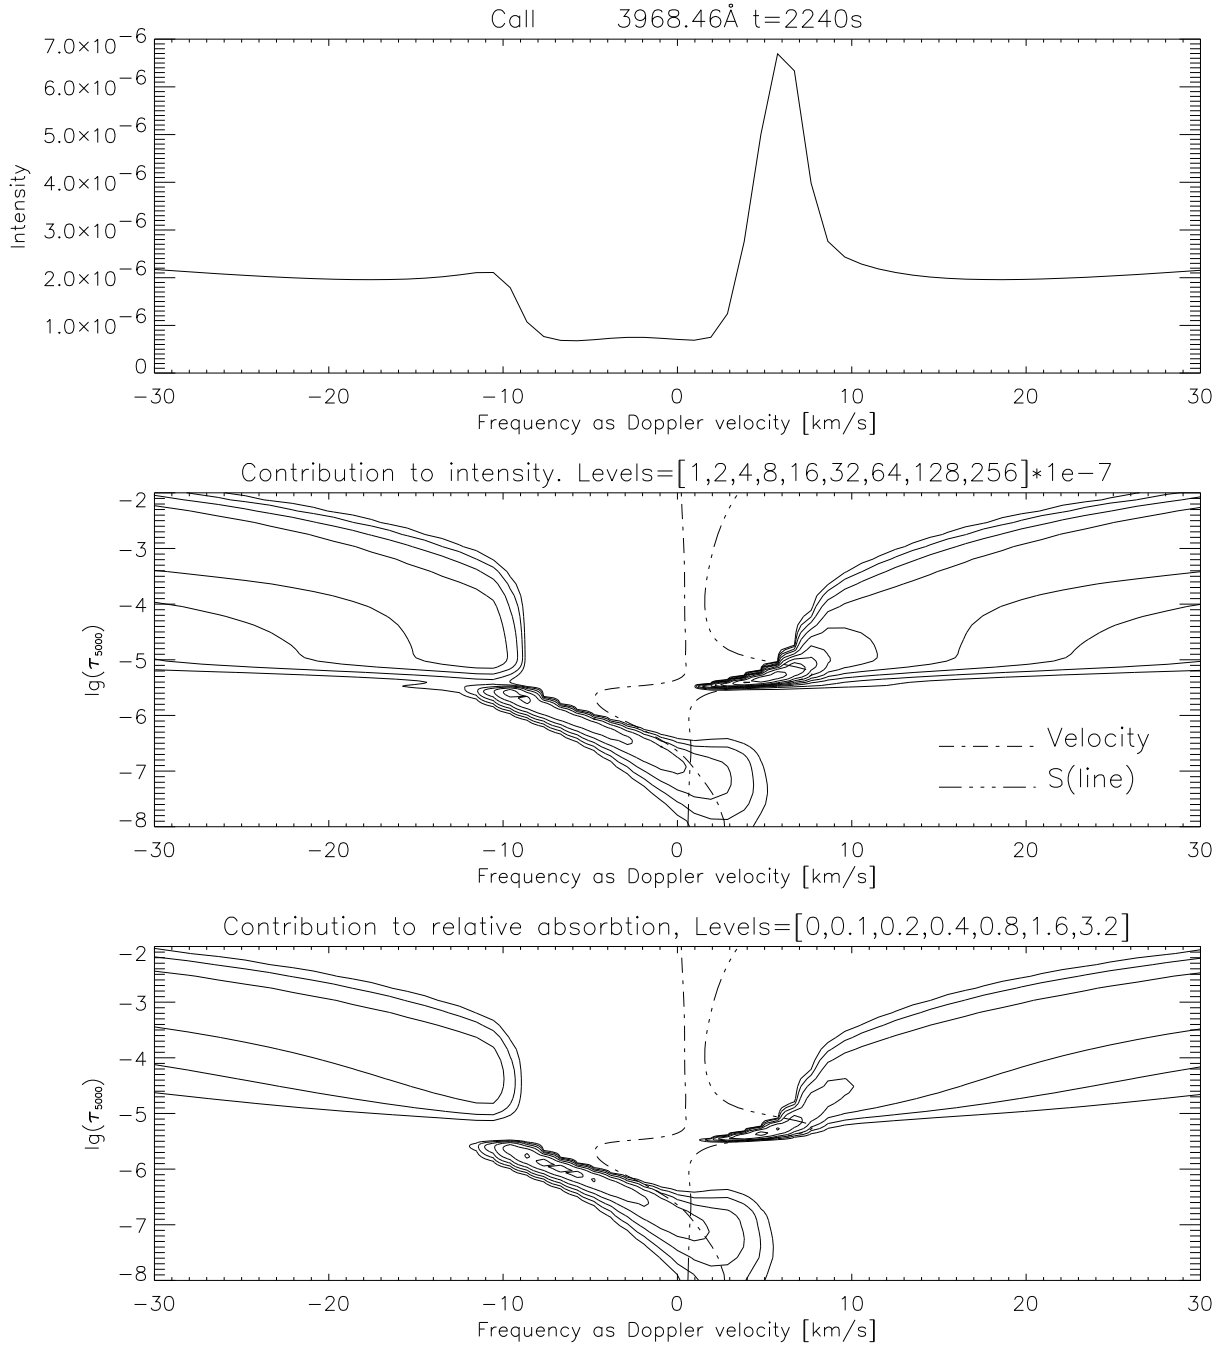 CaII 3968.46Å t=2240s
7.0×10⁻⁶
6.0×10⁻⁶
5.0×10⁻⁶
4.0×10⁻⁶
3.0×10⁻⁶
2.0×10⁻⁶
1.0×10⁻⁶
0
Intensity
-30 -20 -10 0 10 20 30
Frequency as Doppler velocity [km/s]
Contribution to intensity. Levels=[1,2,4,8,16,32,64,128,256]*1e-7
-2
-3
-4
-5
-6
-7
-8
lg(τ5000)
Velocity
S(line)
-30 -20 -10 0 10 20 30
Frequency as Doppler velocity [km/s]
Contribution to relative absorbtion, Levels=[0,0.1,0.2,0.4,0.8,1.6,3.2]
-2
-3
-4
-5
-6
-7
-8
lg(τ5000)
-30 -20 -10 0 10 20 30
Frequency as Doppler velocity [km/s]